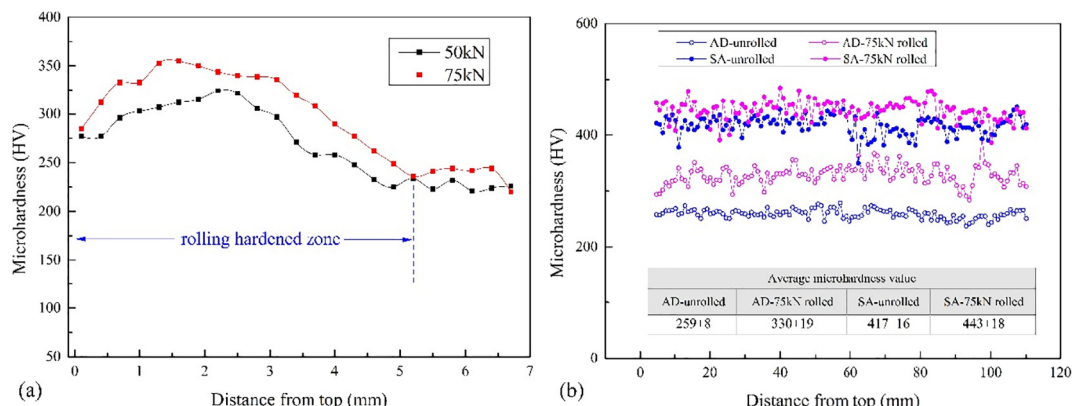 400
350
300
250
225
200
175
150
100
50
Microhardness (HV)
50kN
75kN
rolling hardened zone
0 1 2 3 4 5 6 7
Distance from top (mm)
(a)
600
400
200
0
Microhardness (HV)
AD-unrolled AD-75kN rolled
SA-unrolled SA-75kN rolled
Average microhardness value
AD-unrolled AD-75kN rolled SA-unrolled SA-75kN rolled
259+8 330+19 417 16 443+18
0 20 40 60 80 100 120
Distance from top (mm)
(b)